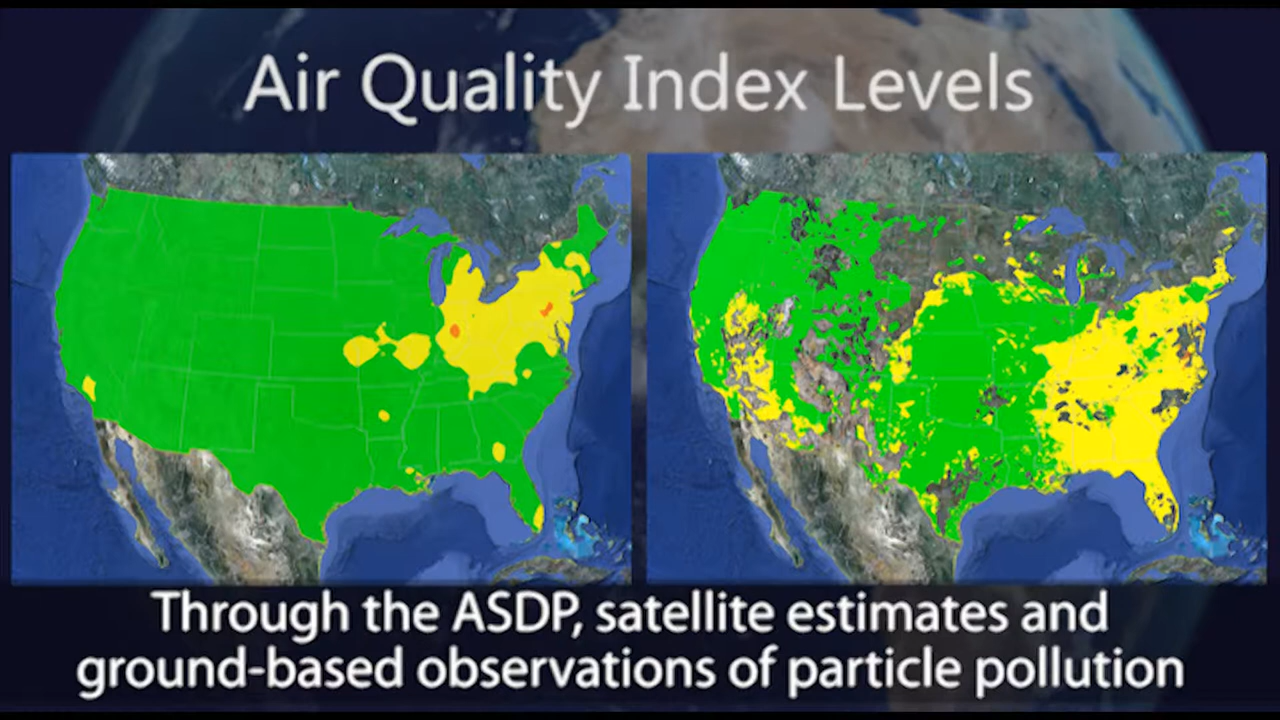 Air Quality Index Levels
Through the ASDP, satellite estimates and
ground-based observations of particle pollution